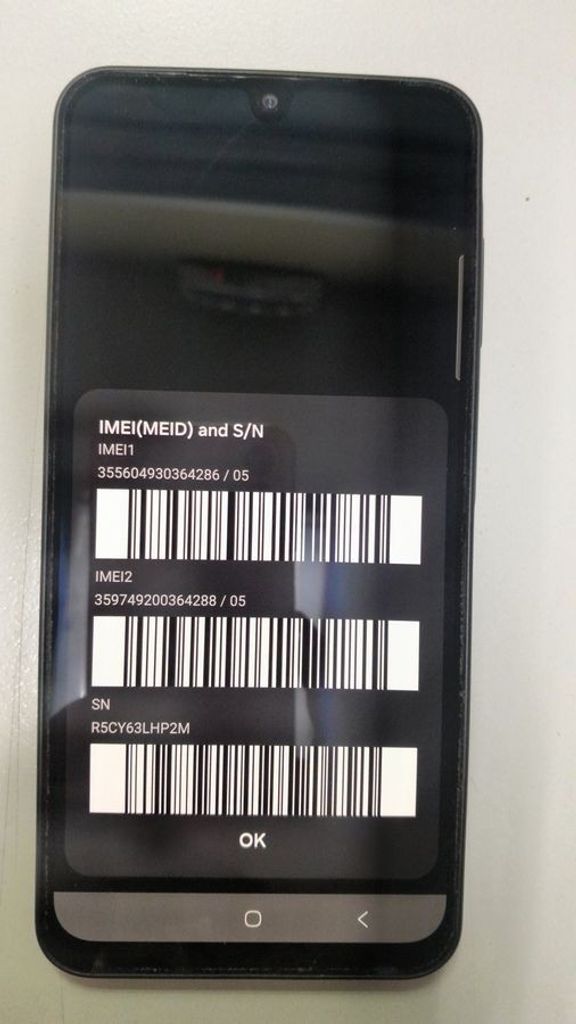 IMEI(MEID) and S/N
IMEI1
355604930364286 / 05
IMEI2
359749200364288 / 05
SN
R5CY63LHP2M
OK